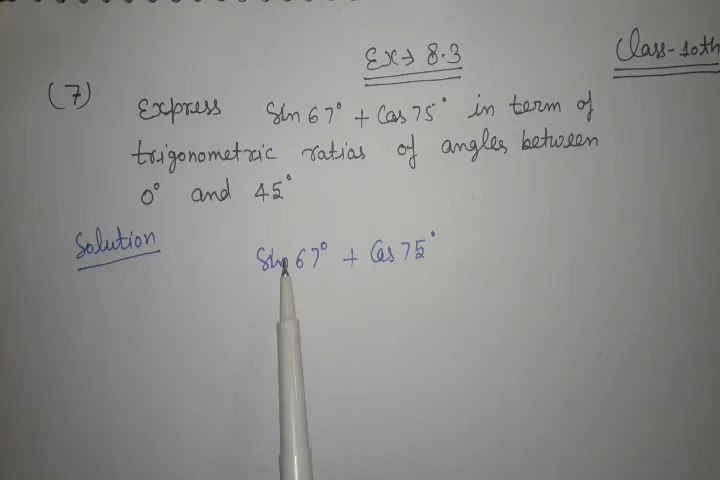 Ex → 8.3
Class-10th
(7) Express Sin 67° + Cos 75° in term of
trigonometric ratias of angles between
0° and 45°
Solution
Sin 67° + Cos 75°